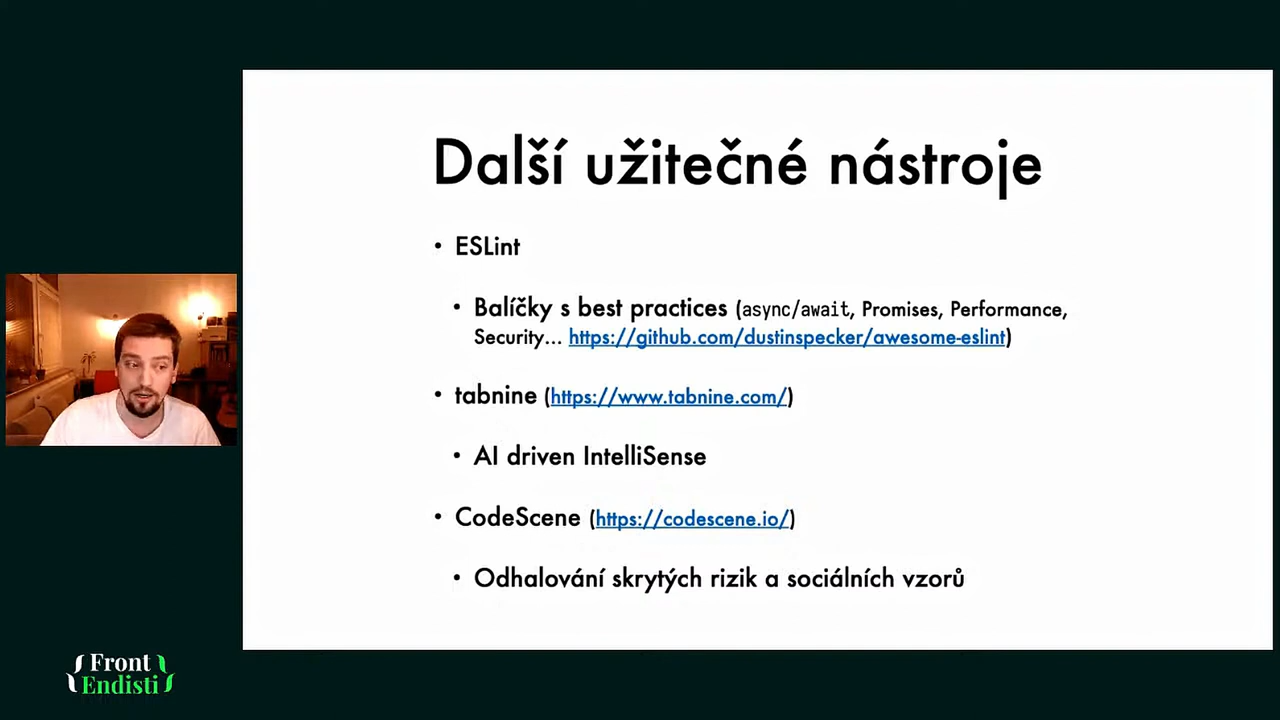 Další užitečné nástroje
• ESLint
• Balíčky s best practices (async/await, Promises, Performance,
Security... https://github.com/dustinspecker/awesome-eslint)
• tabnine (https://www.tabnine.com/)
• AI driven IntelliSense
• CodeScene (https://codescene.io/)
• Odhalování skrytých rizik a sociálních vzorů
{Front}
{Endisti}